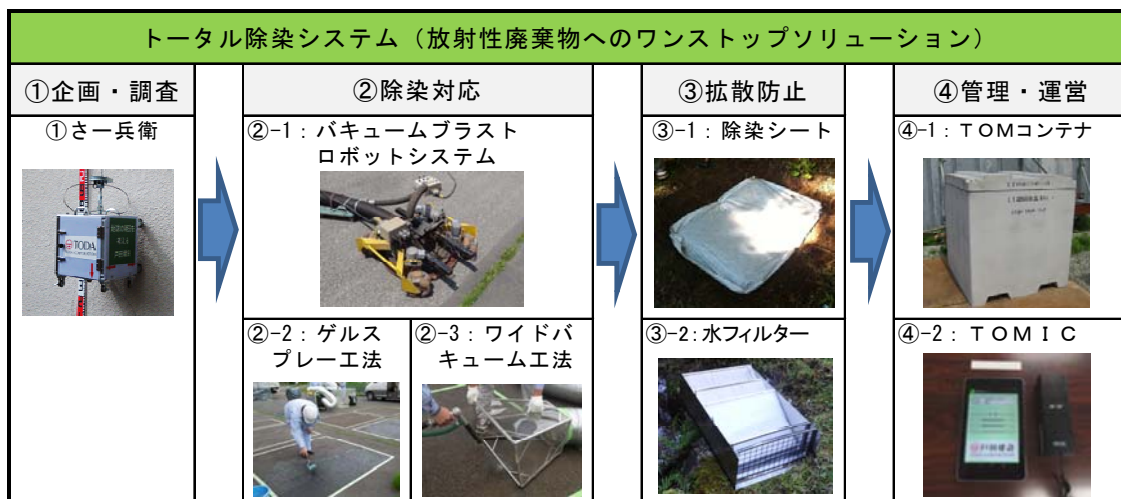 トータル除染システム（放射性廃棄物へのワンストップソリューション）
①企画・調査
②除染対応
③拡散防止
④管理・運営
①さー兵衛
TODA
②-1：バキュームブラスト
ロボットシステム
②-2：ゲルス
プレー工法
②-3：ワイドバ
キューム工法
③-1：除染シート
③-2：水フィルター
④-1：ＴＯＭコンテナ
④-2：ＴＯＭＩＣ
戸田建設